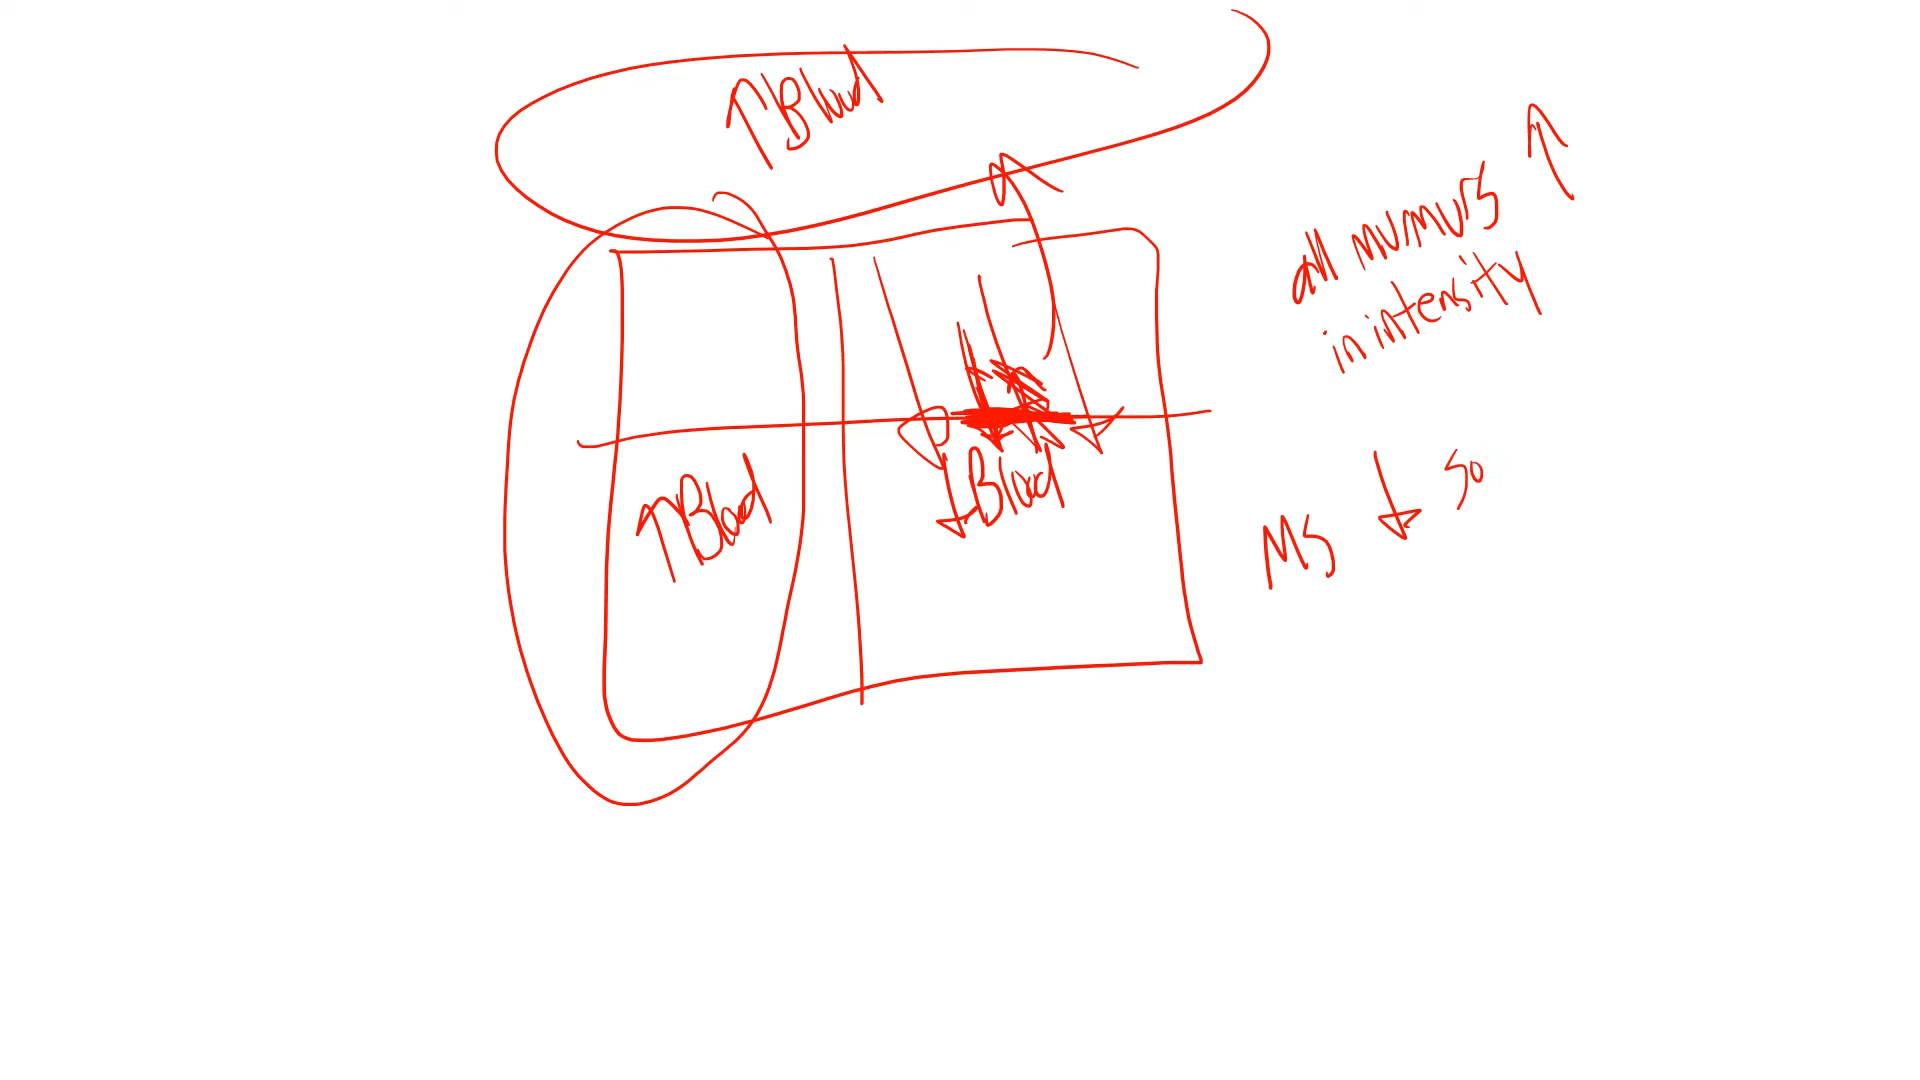 ↑Blood
all murmurs ↑
in intensity
↑Blood
↓Blood
MS ↓ so